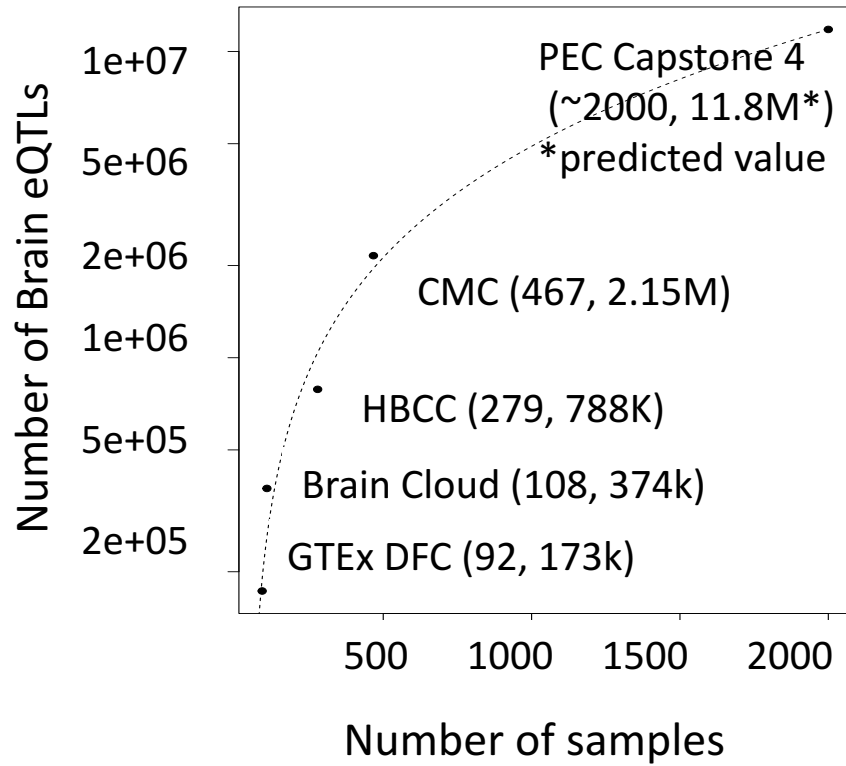 Number of Brain eQTLs
1e+07
5e+06
2e+06
1e+06
5e+05
2e+05
PEC Capstone 4
(~2000, 11.8M*)
*predicted value
CMC (467, 2.15M)
HBCC (279, 788K)
Brain Cloud (108, 374k)
GTEx DFC (92, 173k)
500 1000 1500 2000
Number of samples